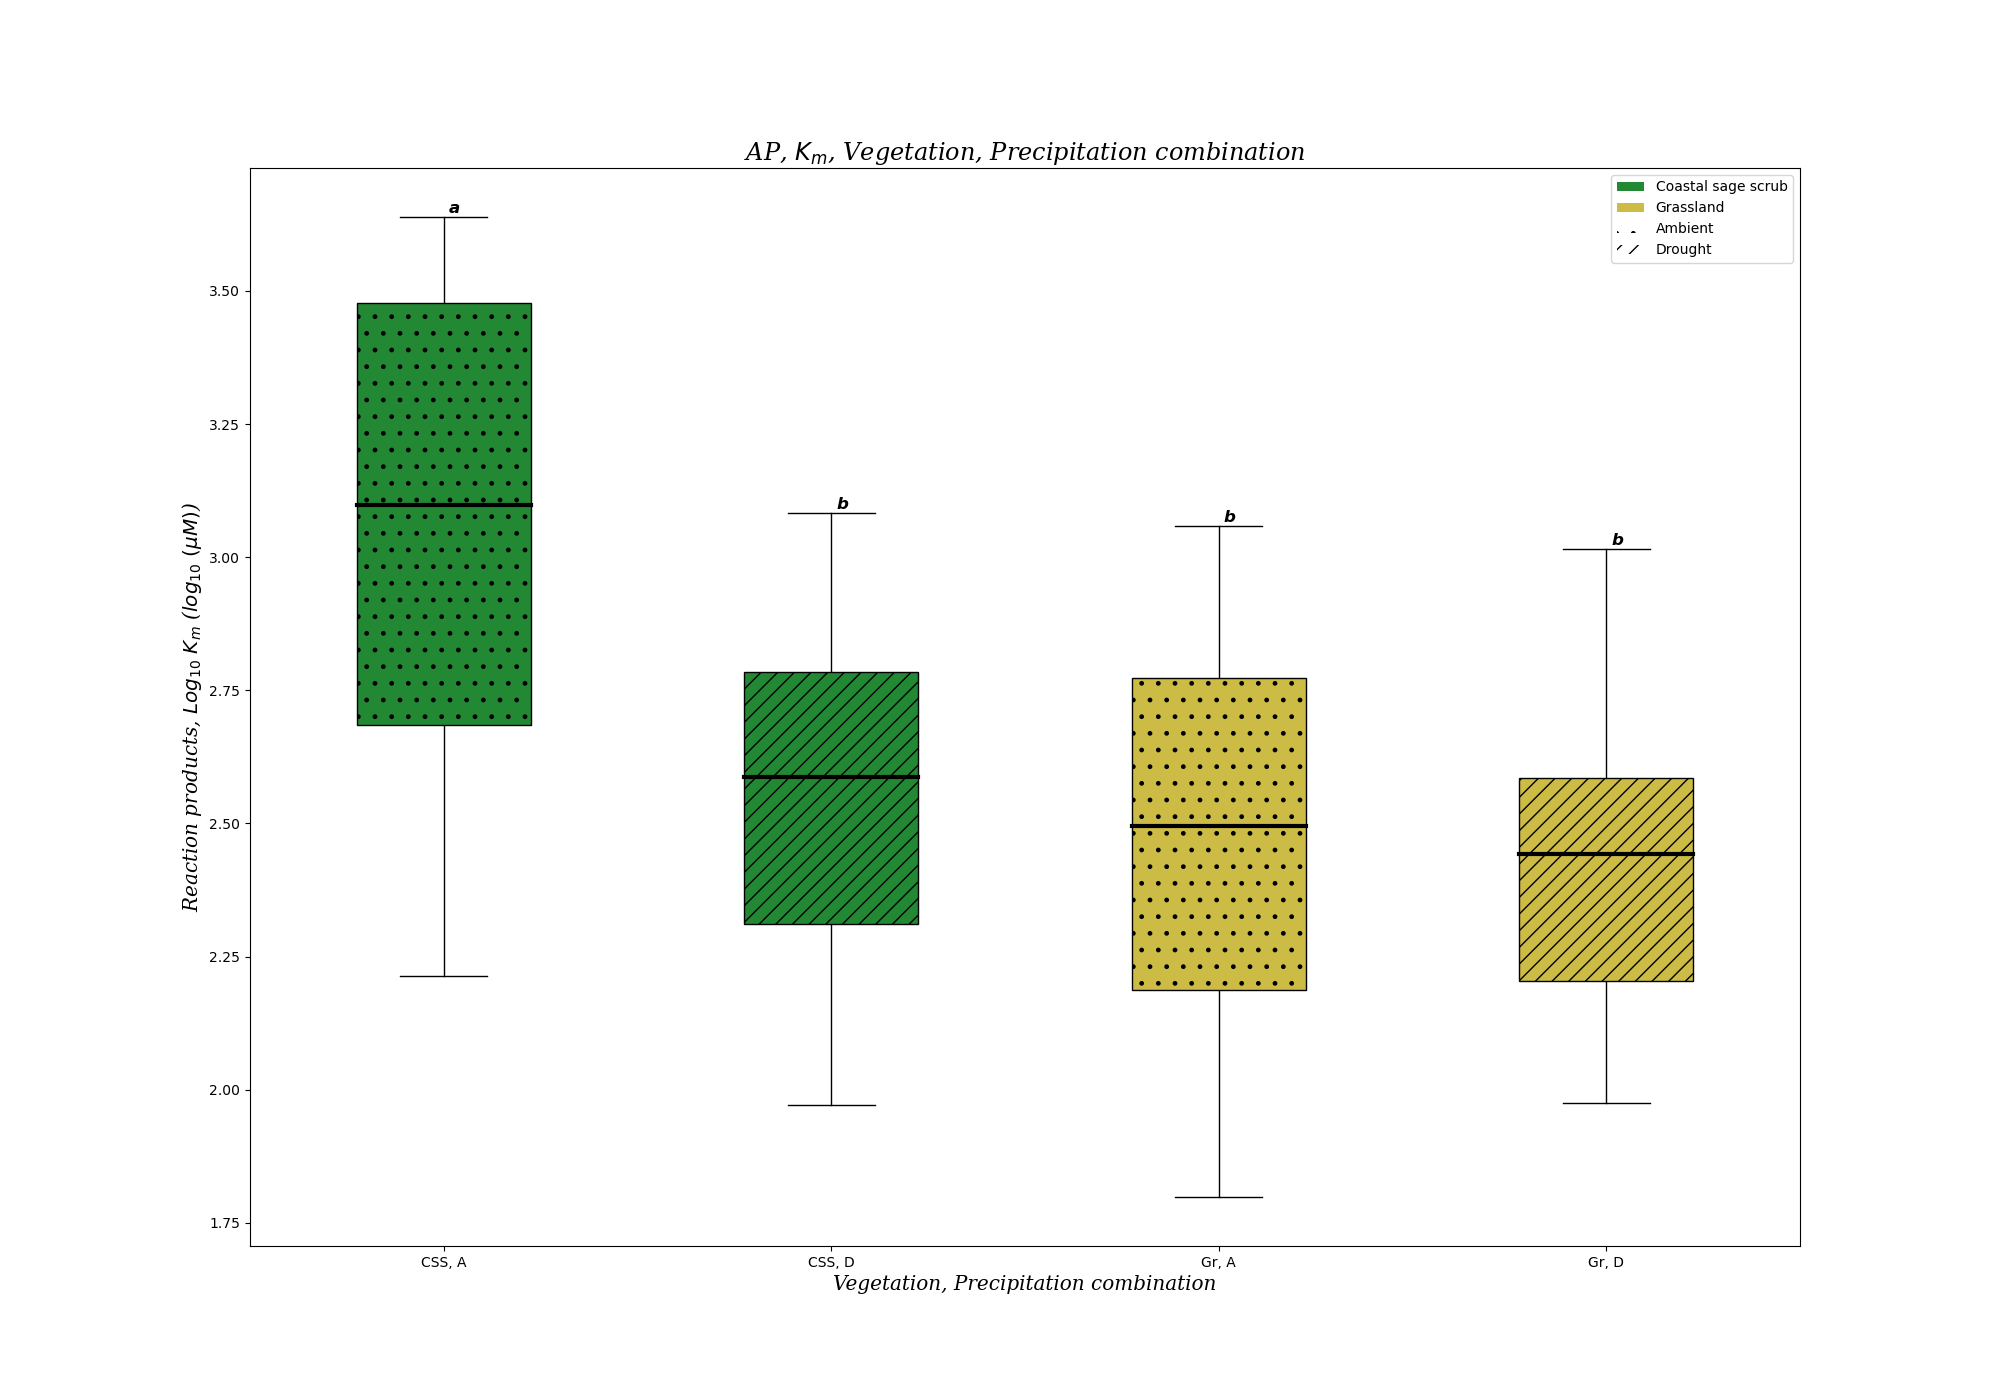 AP, Km, Vegetation, Precipitation combination
Coastal sage scrub
Grassland
Ambient
Drought
a
b
b
b
Reaction products, Log10 Km (log10 (μM))
3.50
3.25
3.00
2.75
2.50
2.25
2.00
1.75
CSS, A
CSS, D
Gr, A
Gr, D
Vegetation, Precipitation combination